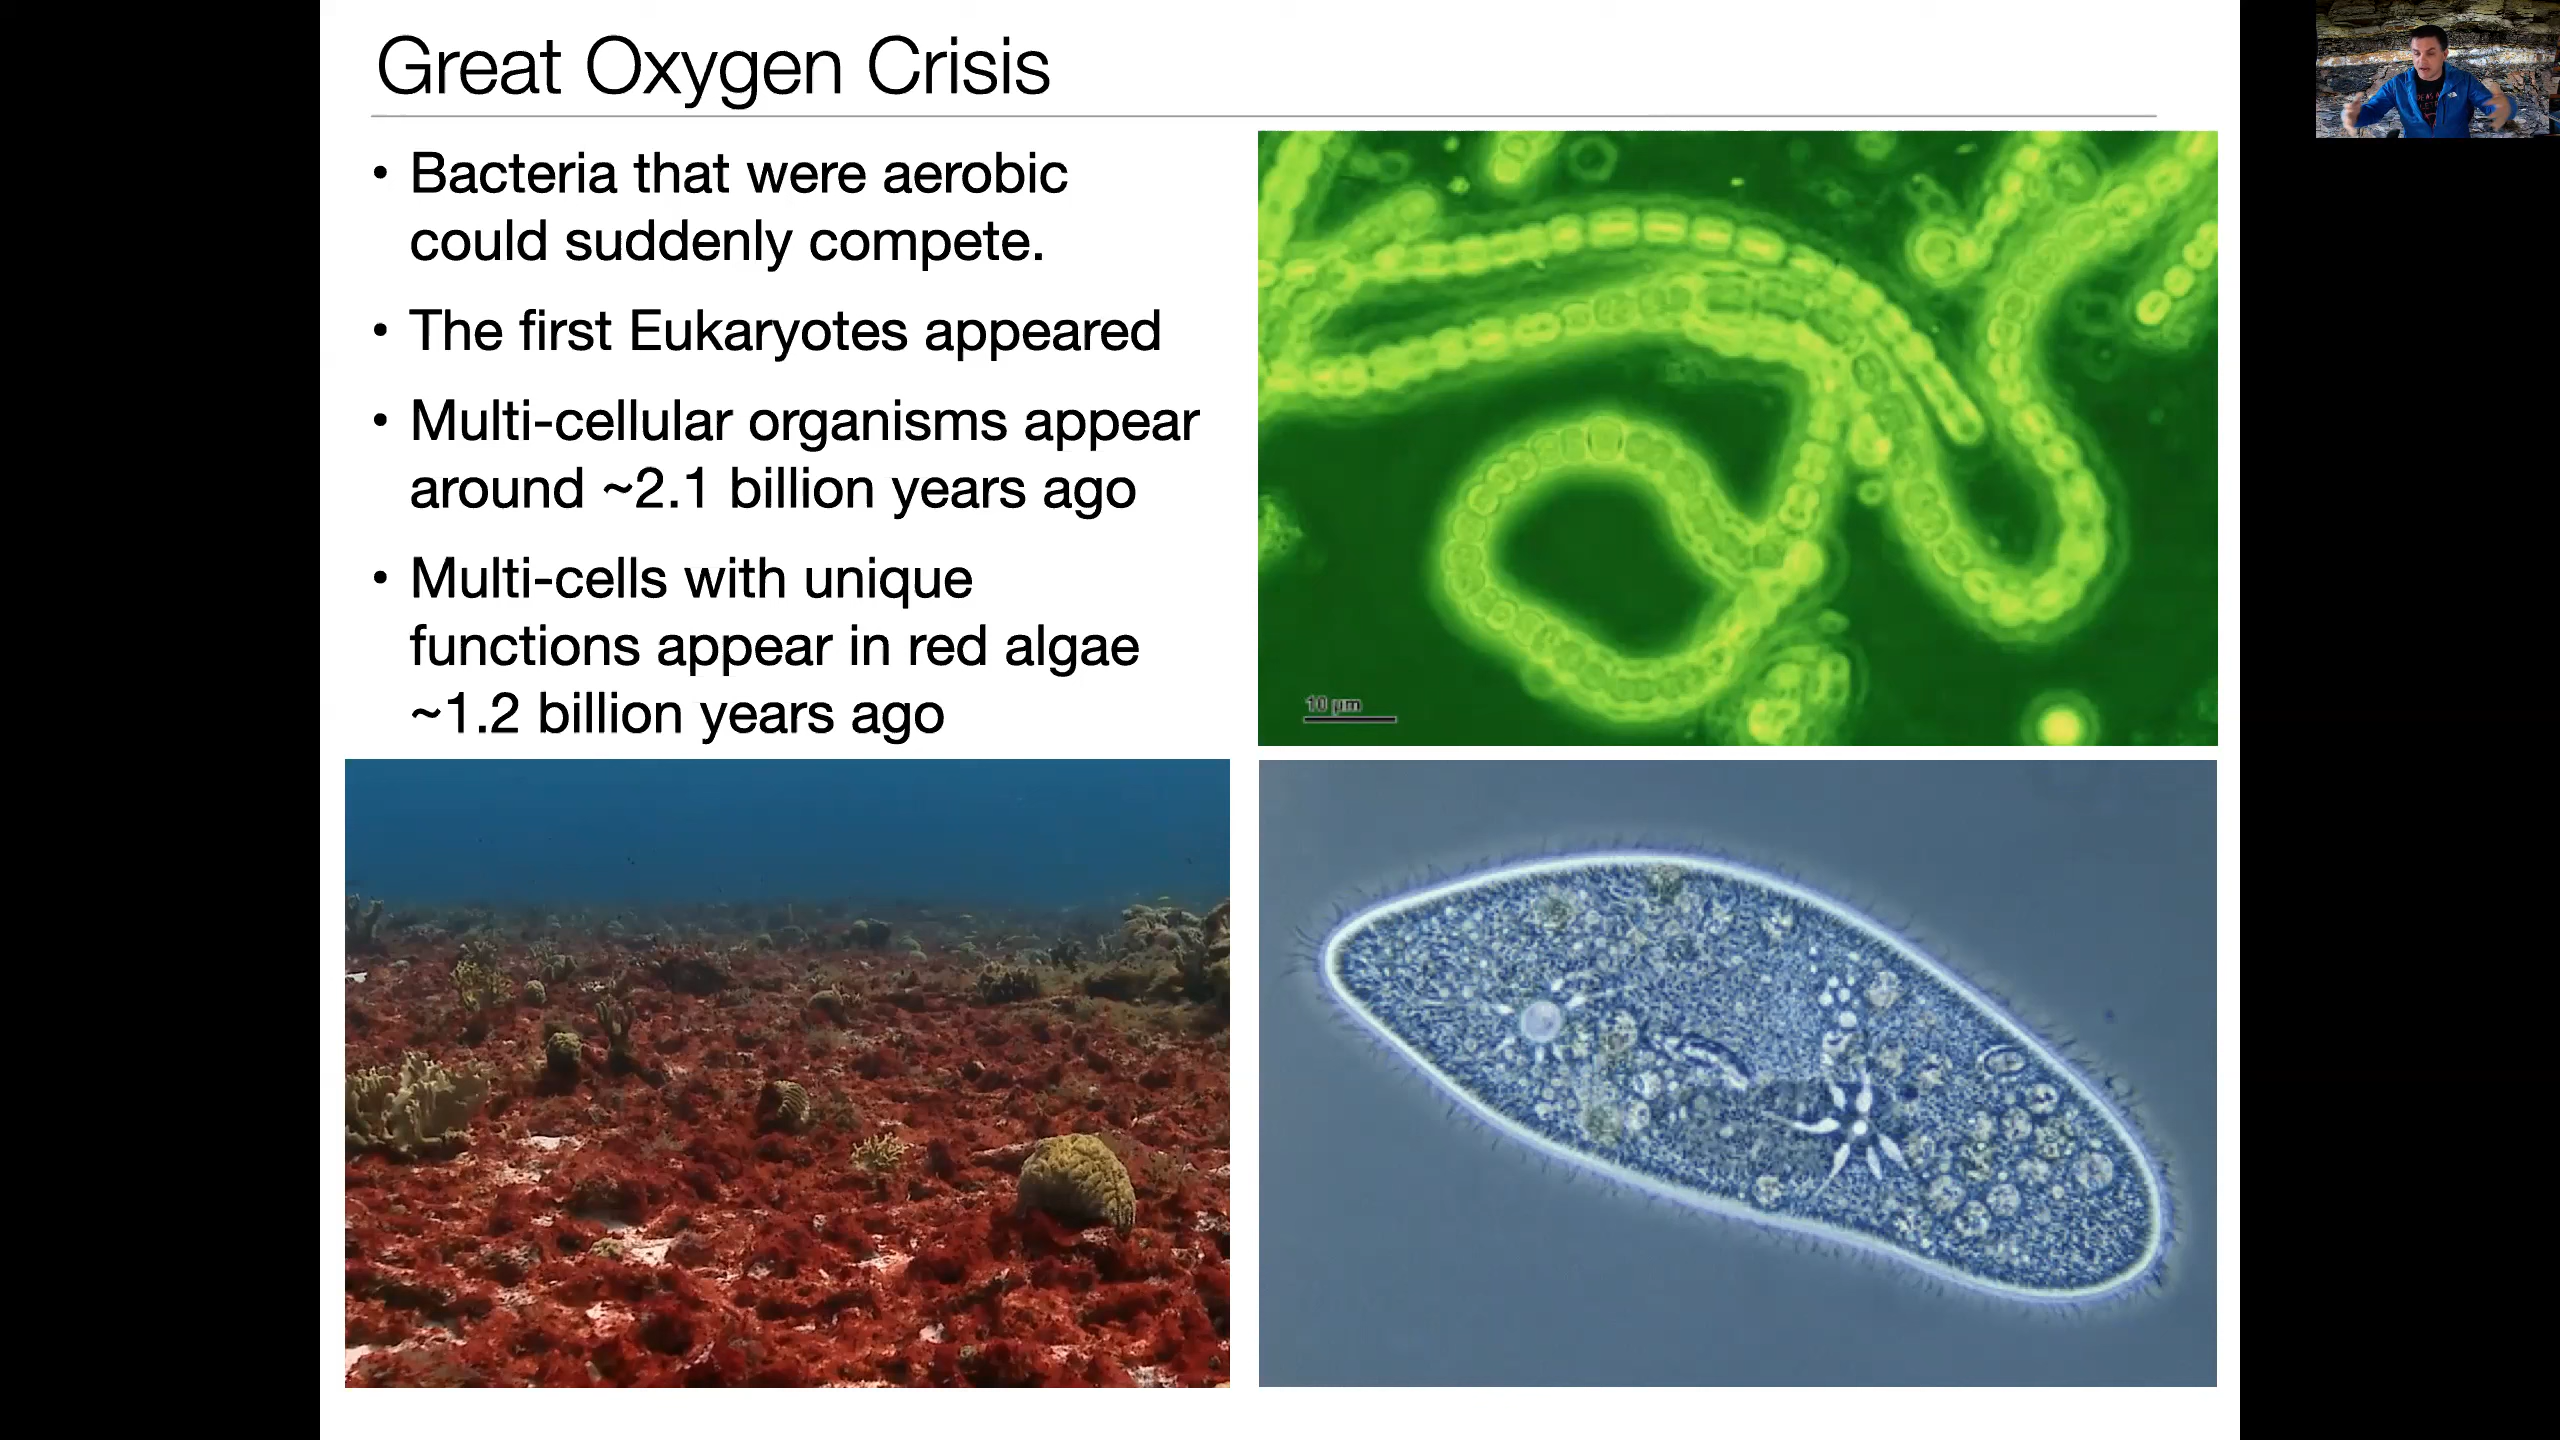 Great Oxygen Crisis
• Bacteria that were aerobic
could suddenly compete.
• The first Eukaryotes appeared
• Multi-cellular organisms appear
around ~2.1 billion years ago
• Multi-cells with unique
functions appear in red algae
~1.2 billion years ago
10 µm